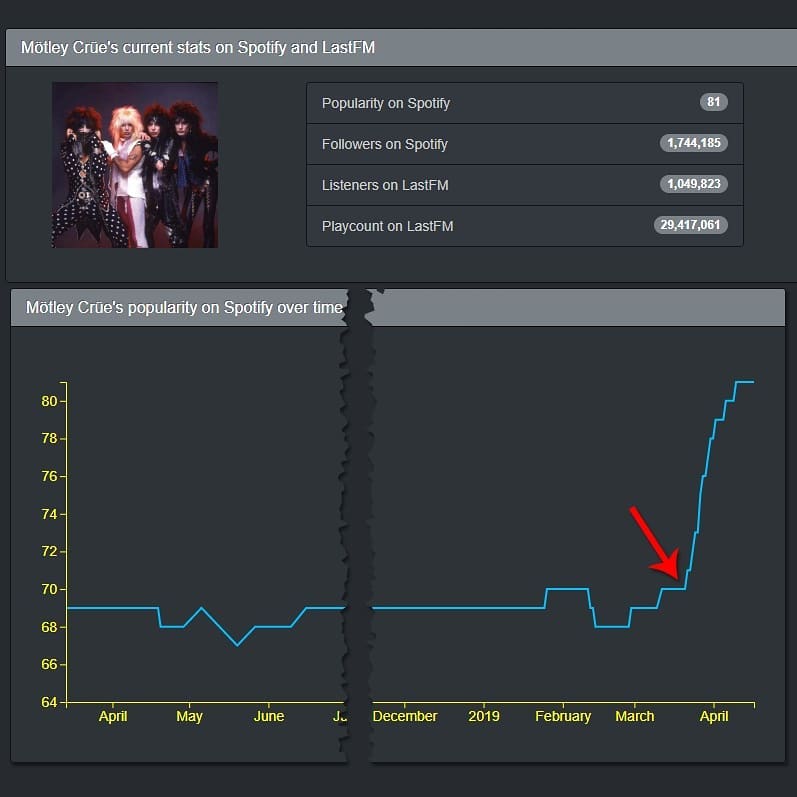 Mötley Crüe's current stats on Spotify and LastFM
Popularity on Spotify 81
Followers on Spotify 1,744,185
Listeners on LastFM 1,049,823
Playcount on LastFM 29,417,061
Mötley Crüe's popularity on Spotify over time
80
78
76
74
72
70
68
66
64
April May June December 2019 February March April